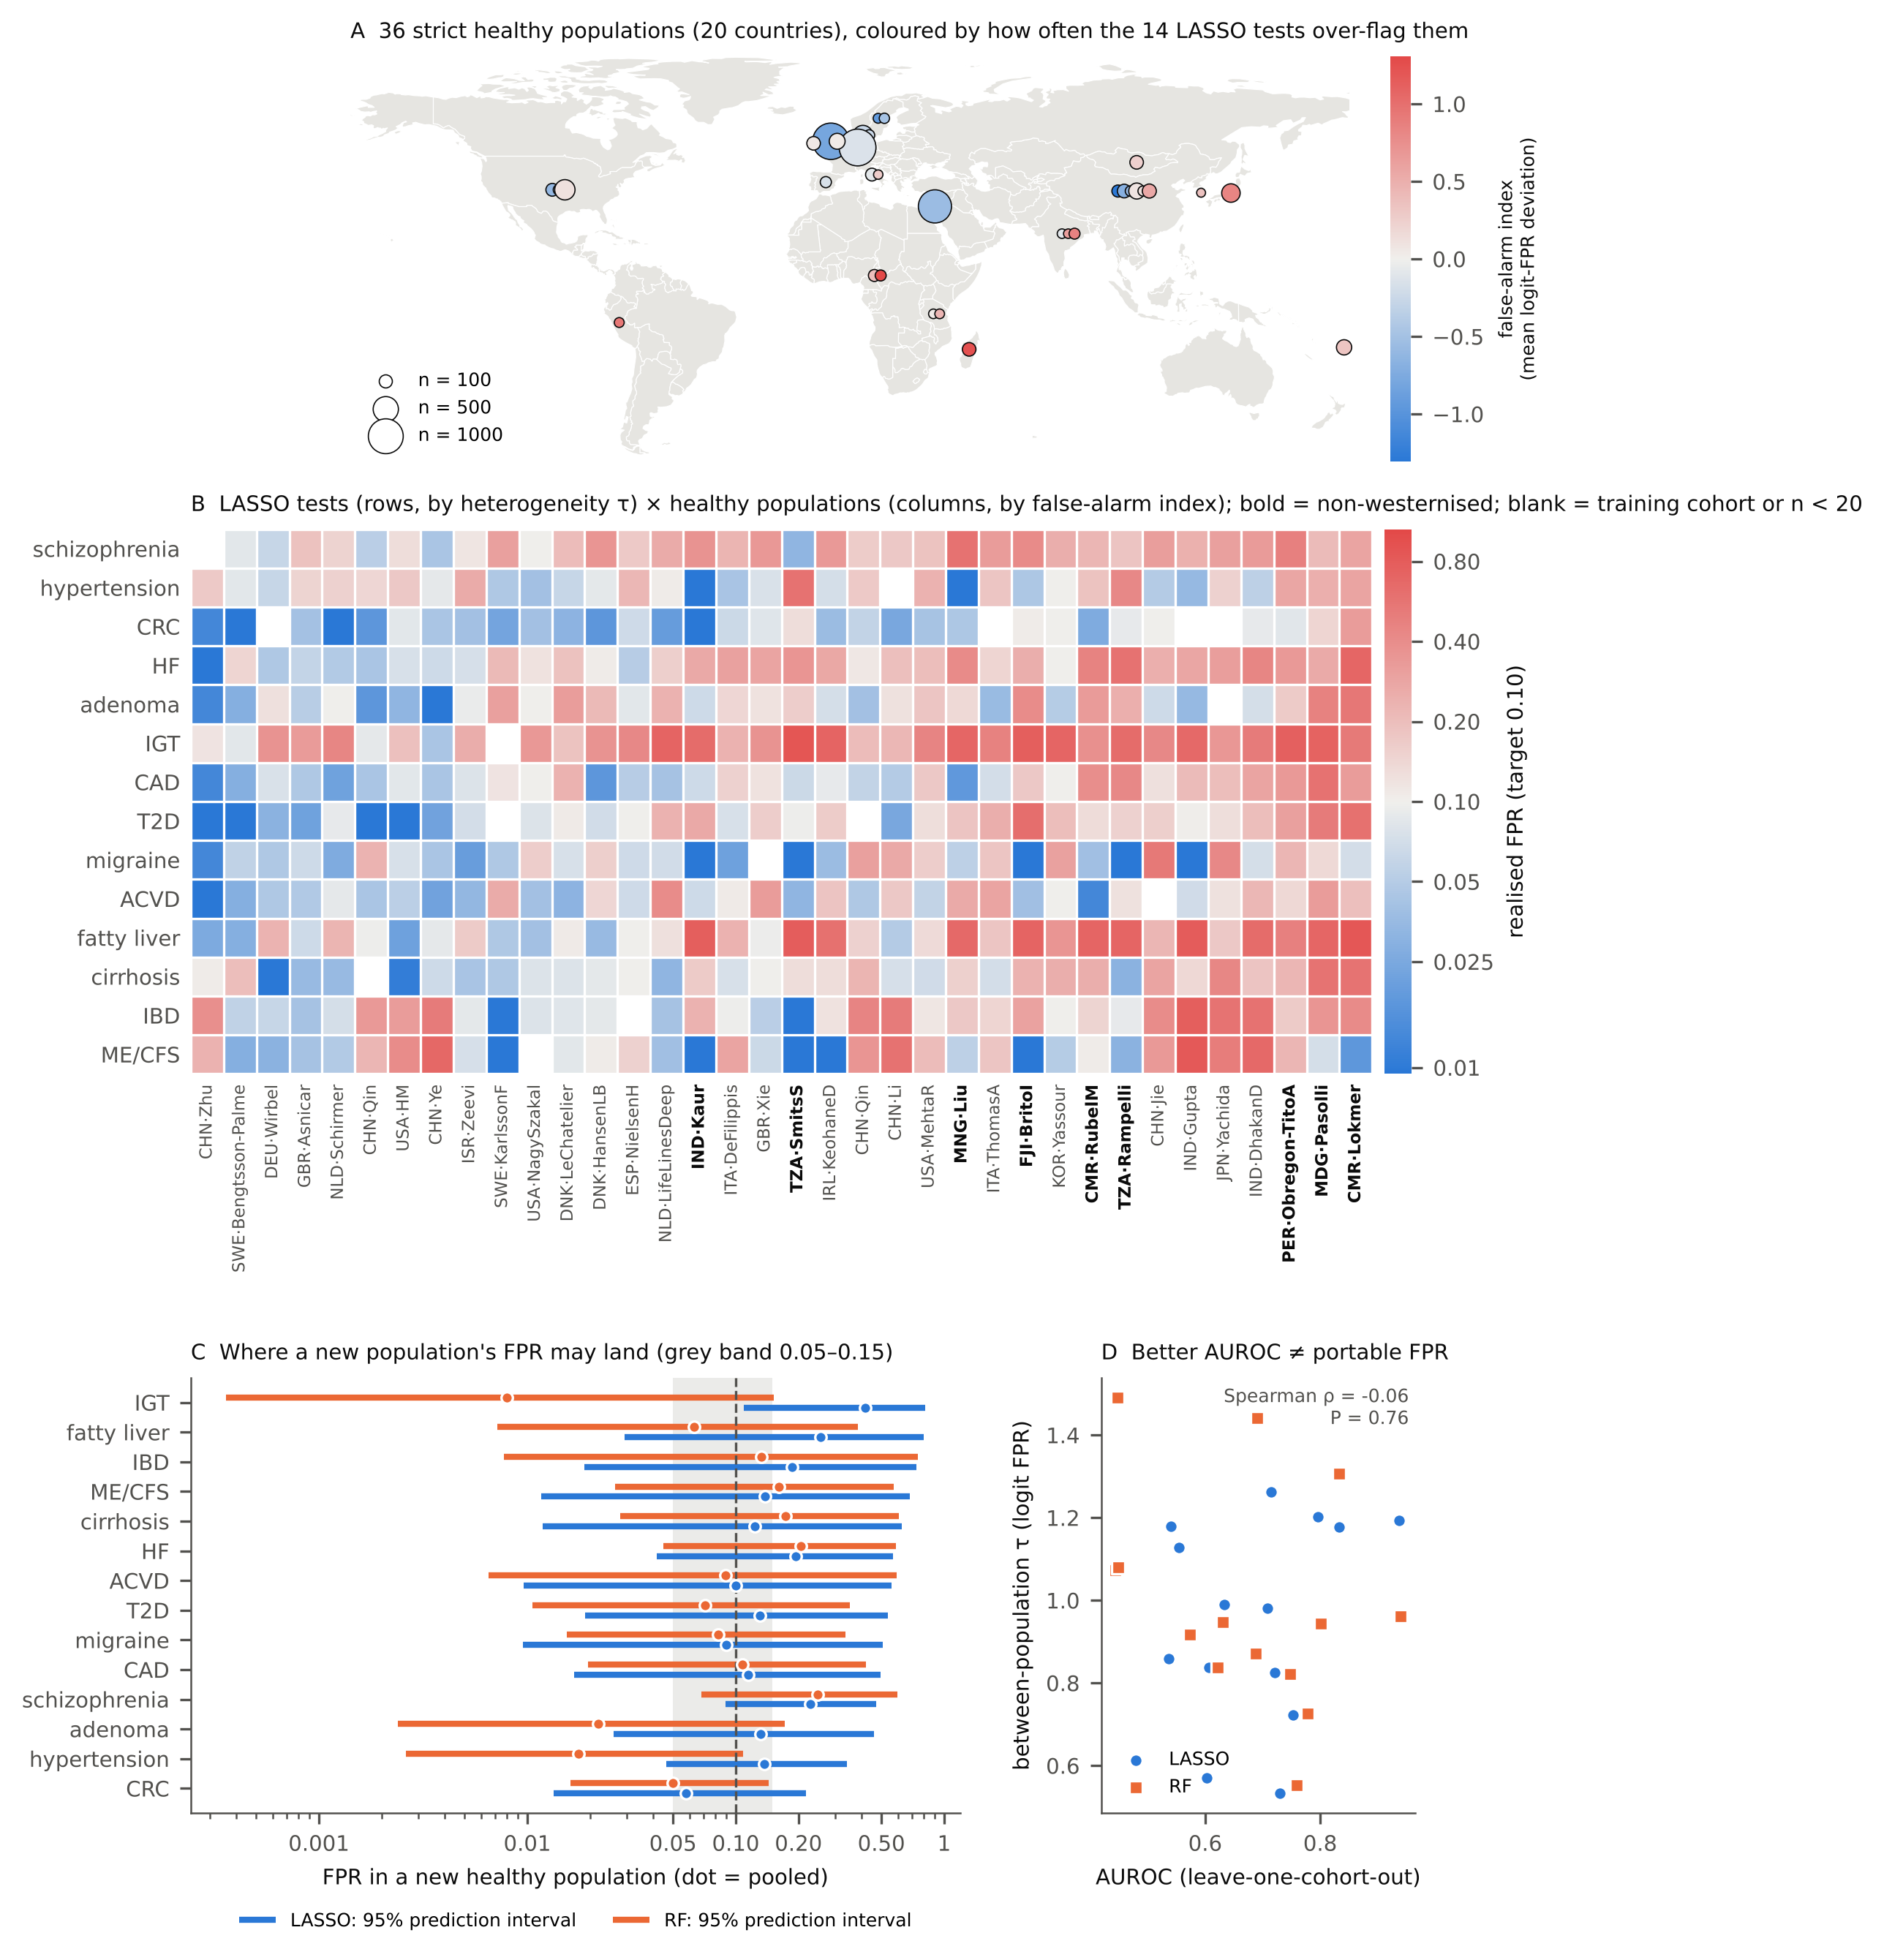 A 36 strict healthy populations (20 countries), coloured by how often the 14 LASSO tests over-flag them
1.0
0.5
0.0
−0.5
−1.0
false-alarm index
(mean logit-FPR deviation)
n = 100
n = 500
n = 1000
B LASSO tests (rows, by heterogeneity τ) × healthy populations (columns, by false-alarm index); bold = non-westernised; blank = training cohort or n < 20
schizophrenia
hypertension
CRC
HF
adenoma
IGT
CAD
T2D
migraine
ACVD
fatty liver
cirrhosis
IBD
ME/CFS
CHN·Zhu
SWE·Bengtsson-Palme
DEU·Wirbel
GBR·Asnicar
NLD·Schirmer
CHN·Qin
USA·HM
CHN·Ye
ISR·Zeevi
SWE·KarlssonF
USA·NagySzakal
DNK·LeChatelier
DNK·HansenLB
ESP·NielsenH
NLD·LifeLinesDeep
IND·Kaur
ITA·DeFilippis
GBR·Xie
TZA·SmitsS
IRL·KeohaneD
CHN·Qin
CHN·Li
USA·MehtaR
MNG·Liu
ITA·ThomasA
FJI·BritoI
KOR·Yassour
CMR·RubelM
TZA·Rampelli
CHN·Jie
IND·Gupta
JPN·Yachida
IND·DhakanD
PER·Obregon-TitoA
MDG·Pasolli
CMR·Lokmer
0.80
0.40
0.20
0.10
0.05
0.025
0.01
realised FPR (target 0.10)
C Where a new population's FPR may land (grey band 0.05–0.15)
IGT
fatty liver
IBD
ME/CFS
cirrhosis
HF
ACVD
T2D
migraine
CAD
schizophrenia
adenoma
hypertension
CRC
0.001
0.01
0.05
0.10
0.20
0.50
1
FPR in a new healthy population (dot = pooled)
LASSO: 95% prediction interval
RF: 95% prediction interval
D Better AUROC ≠ portable FPR
Spearman ρ = -0.06
P = 0.76
between-population τ (logit FPR)
1.4
1.2
1.0
0.8
0.6
LASSO
RF
0.6
0.8
AUROC (leave-one-cohort-out)